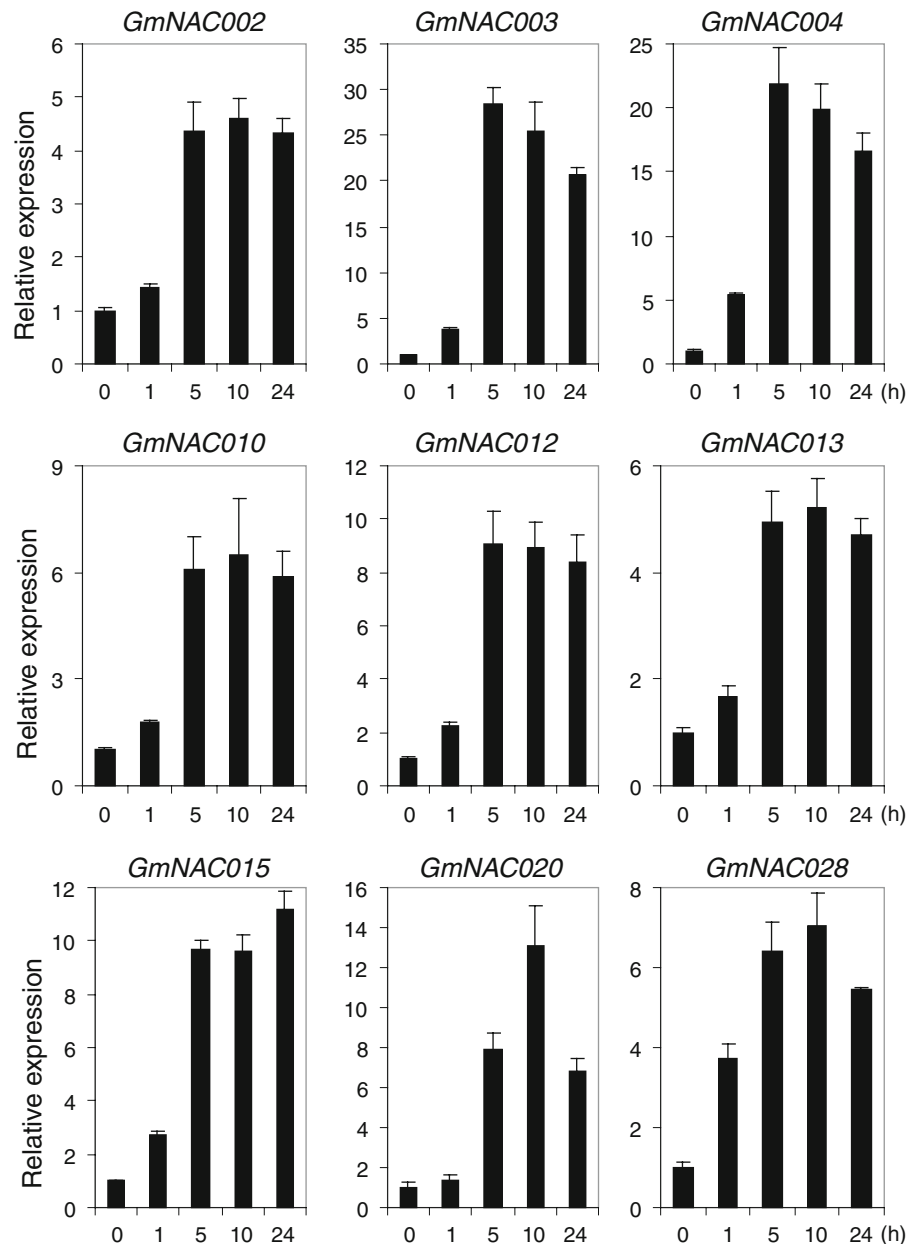 GmNAC002 GmNAC003 GmNAC004
Relative expression
6 5 4 3 2 1 0
35 30 25 20 15 10 5 0
25 20 15 10 5 0
0 1 5 10 24 0 1 5 10 24 0 1 5 10 24 (h)
GmNAC010 GmNAC012 GmNAC013
Relative expression
9 6 3 0
12 10 8 6 4 2 0
6 4 2 0
0 1 5 10 24 0 1 5 10 24 0 1 5 10 24 (h)
GmNAC015 GmNAC020 GmNAC028
Relative expression
12 10 8 6 4 2 0
16 14 12 10 8 6 4 2 0
8 6 4 2 0
0 1 5 10 24 0 1 5 10 24 0 1 5 10 24 (h)